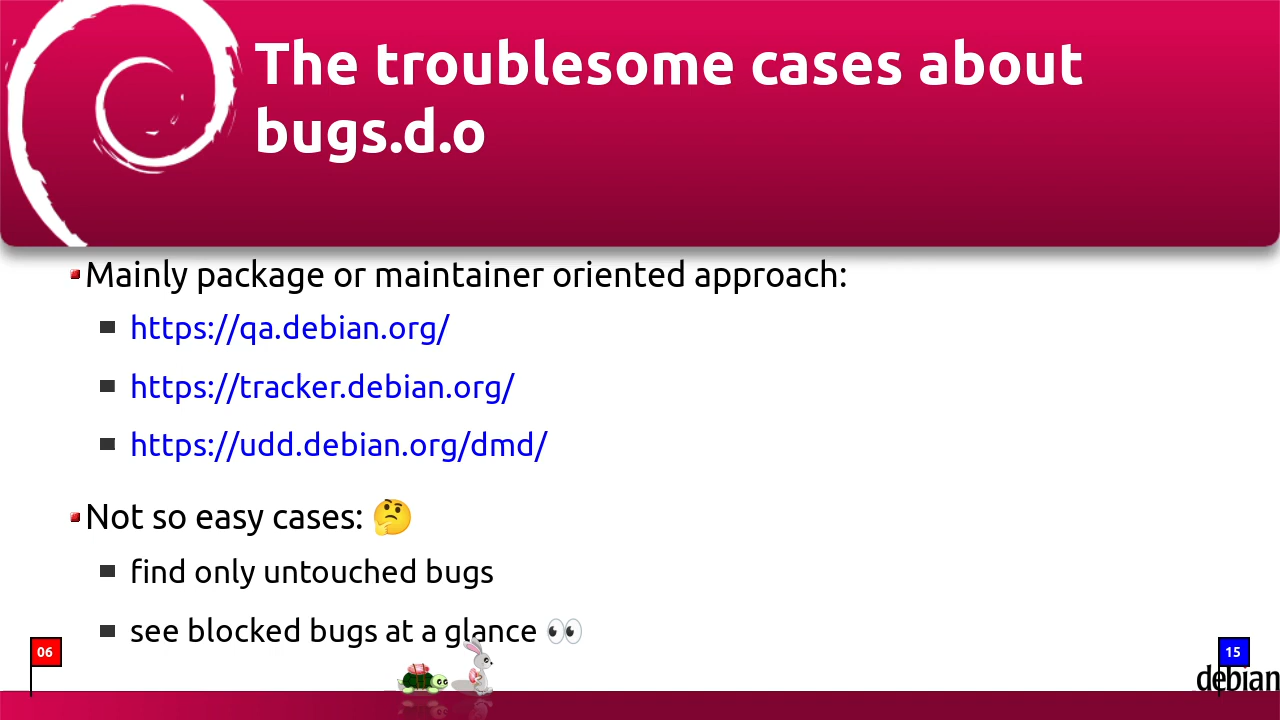 The troublesome cases about
bugs.d.o
Mainly package or maintainer oriented approach:
https://qa.debian.org/
https://tracker.debian.org/
https://udd.debian.org/dmd/
Not so easy cases: 🤔
find only untouched bugs
see blocked bugs at a glance 👀
06
15
debian